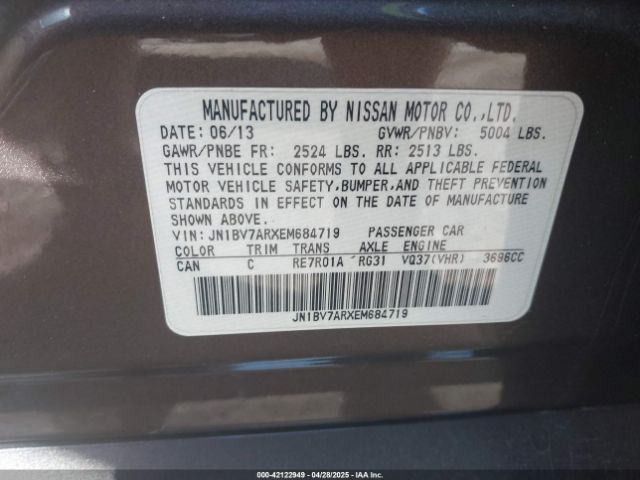 MANUFACTURED BY NISSAN MOTOR CO.,LTD.
DATE: 06/13 GVWR/PNBV: 5004 LBS.
GAWR/PNBE FR: 2524 LBS. RR: 2513 LBS.
THIS VEHICLE CONFORMS TO ALL APPLICABLE FEDERAL
MOTOR VEHICLE SAFETY,BUMPER,AND THEFT PREVENTION
STANDARDS IN EFFECT ON THE DATE OF MANUFACTURE
SHOWN ABOVE.
VIN: JN1BV7ARXEM684719 PASSENGER CAR
COLOR TRIM TRANS AXLE ENGINE
CAN C RE7R01A RG31 VQ37(VHR) 3696CC
JN1BV7ARXEM684719
000-42122949 | 04/28/2025 - IAA Inc.